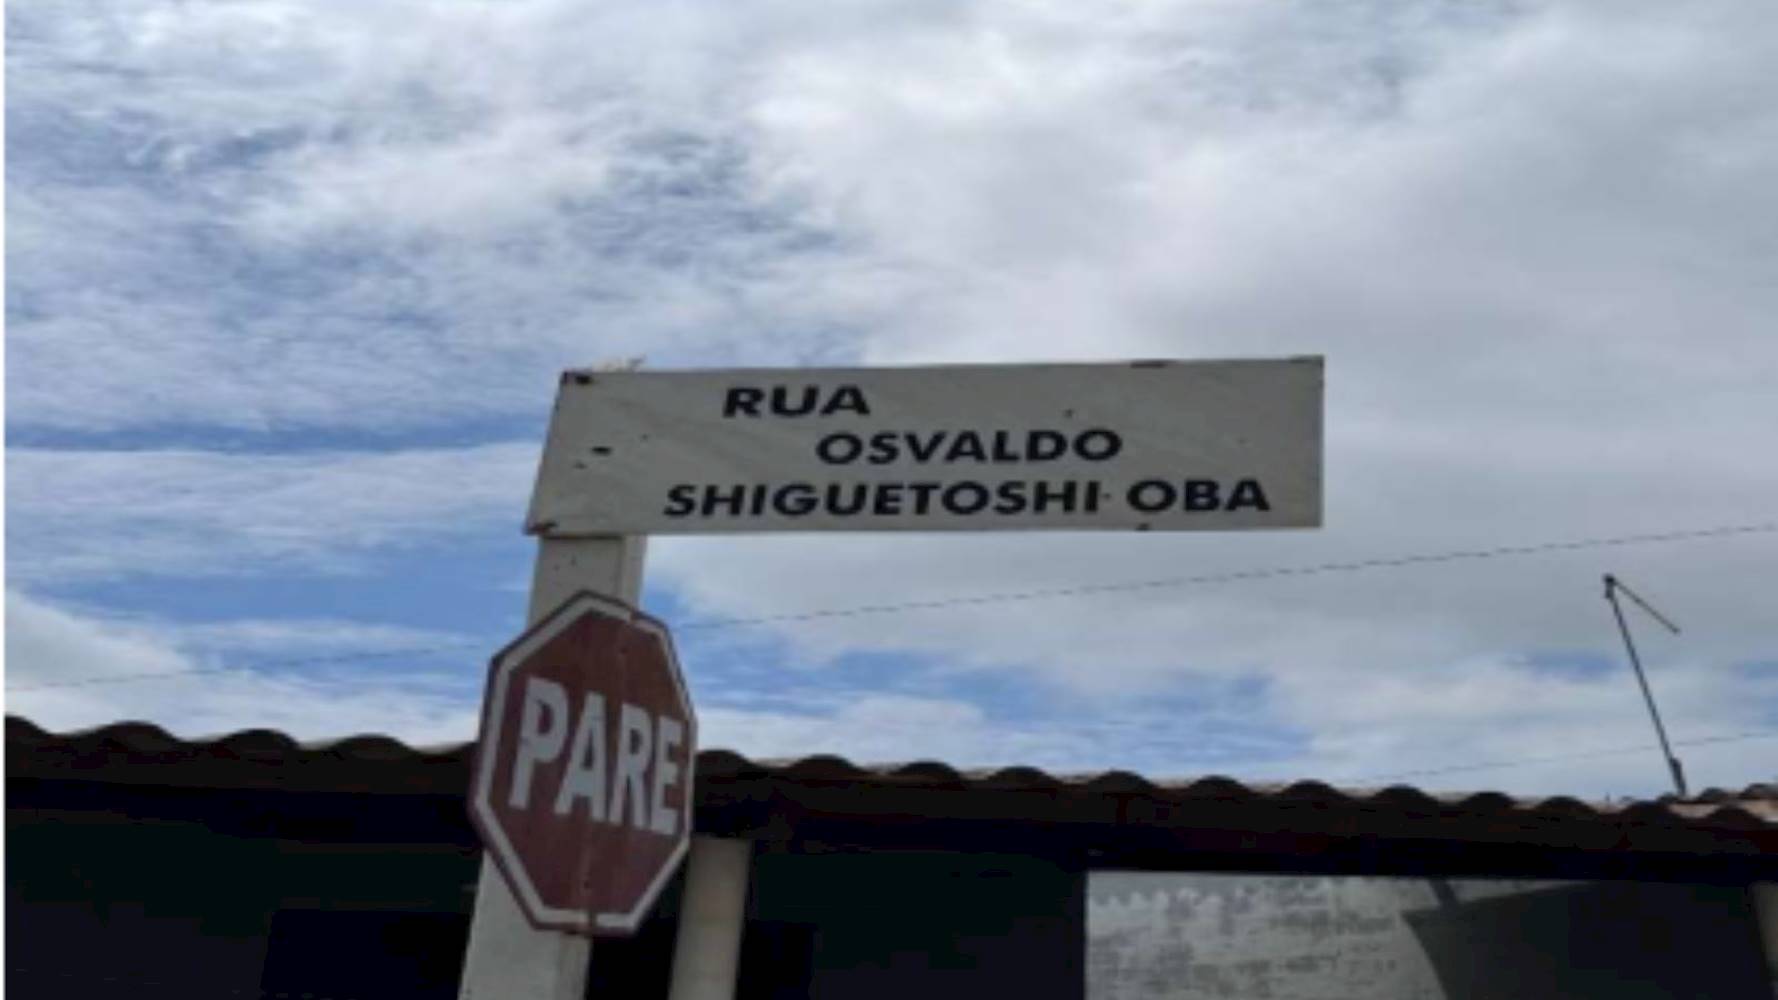 RUA
OSVALDO
SHIGUETOSHI OBA
PARE